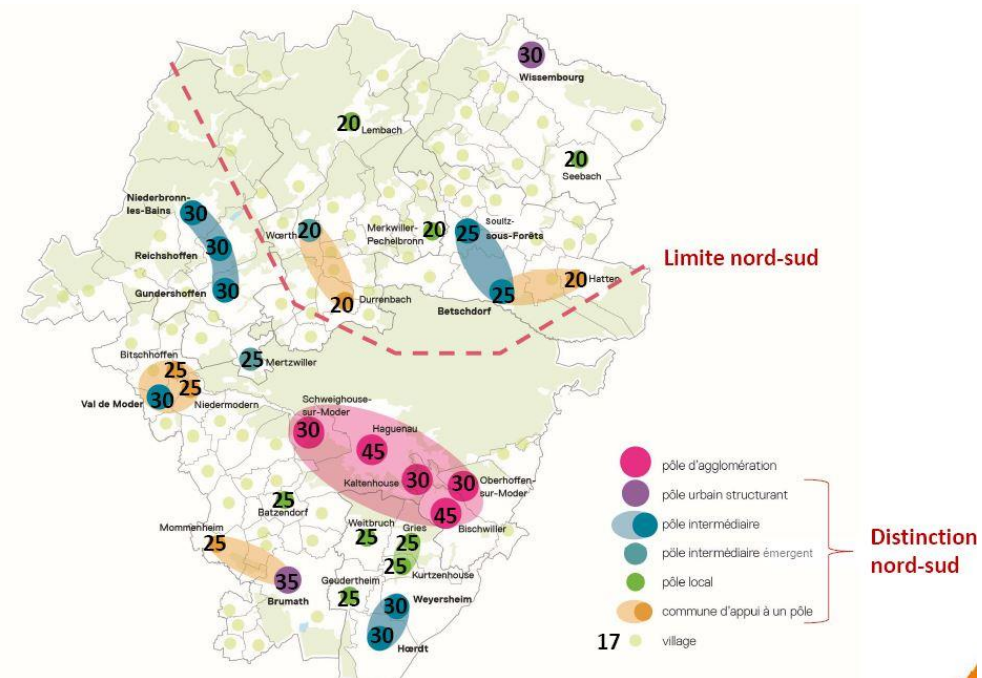 30
Wissembourg
20
Lembach
20
Seebach
Niederbronn-
les-Bains
30
Reichshoffen
30
Gundershoffen
30
Wœrth
20
Merkwiller-
Pechelbronn
20
25
Soultz-
sous-Forêts
Limite nord-sud
20
Durrenbach
25
Betschdorf
20
Hatten
25
Mertzwiller
Bitschhoffen
25
25
30
Val de Moder
Niedermodern
Schweighouse-
sur-Moder
30
Haguenau
45
Kaltenhouse
30
30
Oberhoffen-
sur-Moder
45
Bischwiller
25
Batzendorf
Weitbruch
25
Gries
25
25
Kurtzenhouse
Mommenheim
25
35
Brumath
Geudertheim
25
Weyersheim
30
30
Hœrdt
pôle d'agglomération
pôle urbain structurant
pôle intermédiaire
pôle intermédiaire émergent
pôle local
commune d'appui à un pôle
17 village
Distinction
nord-sud